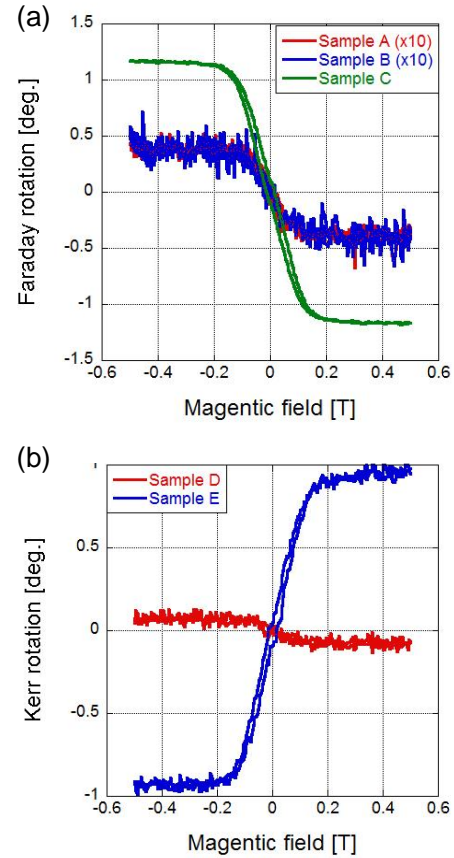 (a)
Sample A (x10)
Sample B (x10)
Sample C
Faraday rotation [deg.]
1.5
1
0.5
0
-0.5
-1
-1.5
-0.6 -0.4 -0.2 0 0.2 0.4 0.6
Magentic field [T]
(b)
Sample D
Sample E
Kerr rotation [deg.]
1
0.5
0
-0.5
-1
-0.6 -0.4 -0.2 0 0.2 0.4 0.6
Magentic field [T]